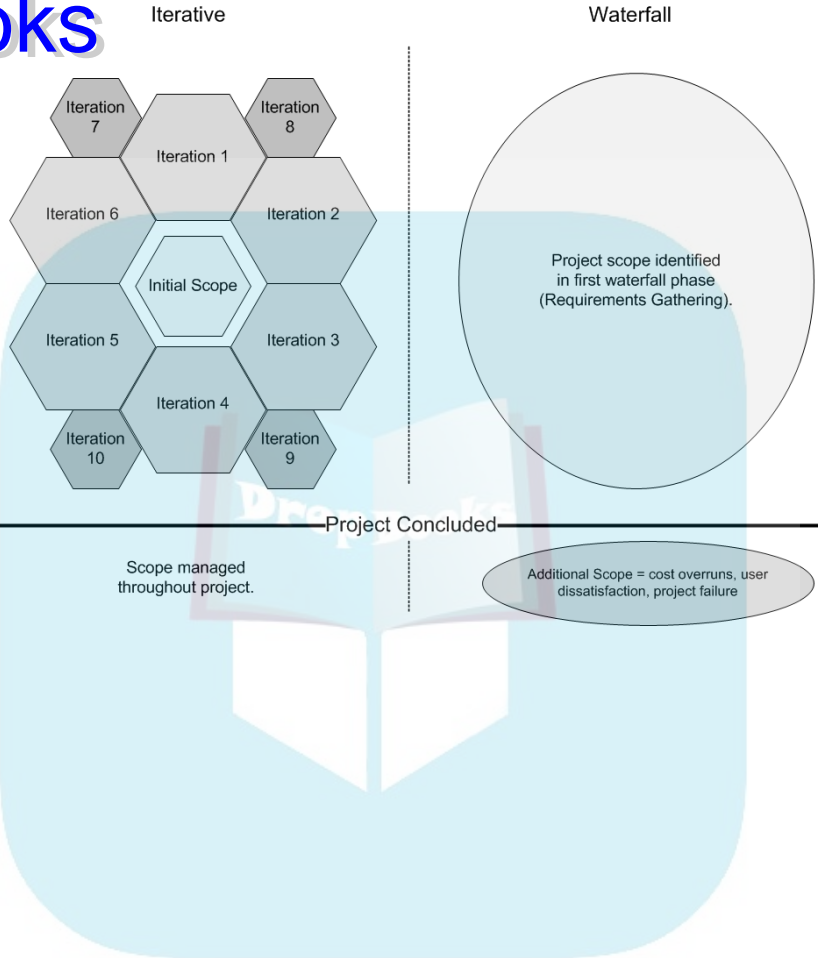 oks
Iterative
Waterfall
Iteration
7
Iteration 1
Iteration
8
Iteration 6
Iteration 2
Initial Scope
Iteration 5
Iteration 3
Iteration 4
Iteration
10
Iteration
9
Project scope identified
in first waterfall phase
(Requirements Gathering).
Drop Books
Project Concluded
Scope managed
throughout project.
Additional Scope = cost overruns, user
dissatisfaction, project failure